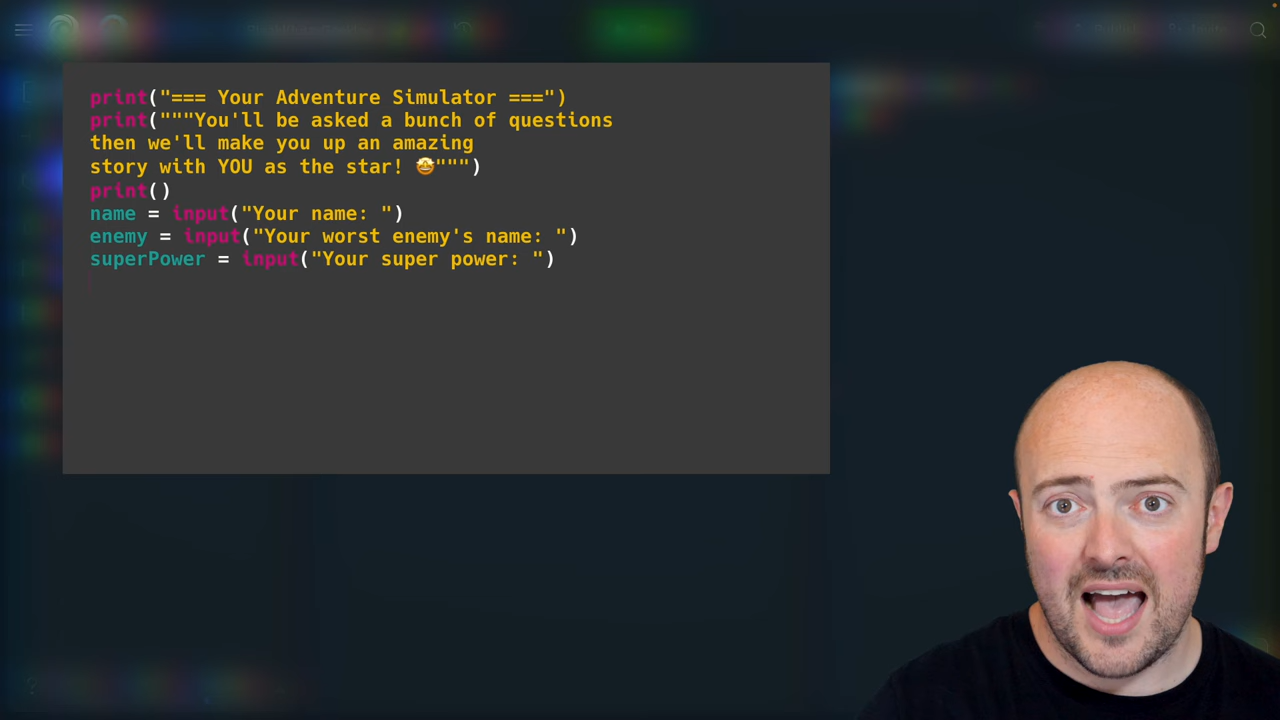 print("=== Your Adventure Simulator ===")
print("""You'll be asked a bunch of questions
then we'll make you up an amazing
story with YOU as the star! 🤩""")
print()
name = input("Your name: ")
enemy = input("Your worst enemy's name: ")
superPower = input("Your super power: ")